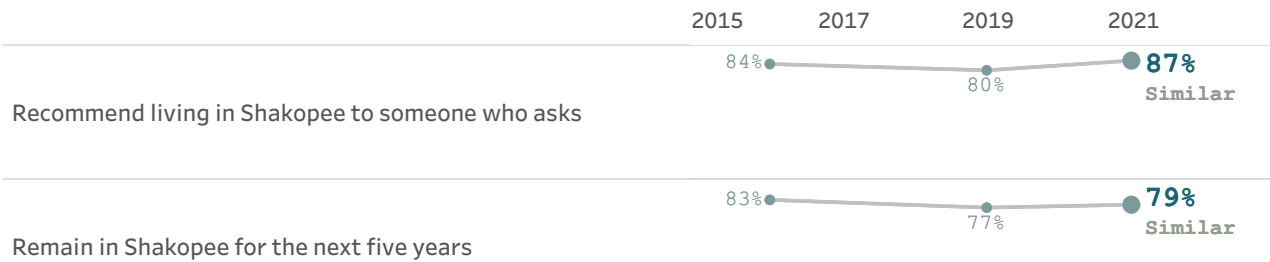 2015 2017 2019 2021
84% 87%
80%
Similar
Recommend living in Shakopee to someone who asks
83% 79%
77%
Similar
Remain in Shakopee for the next five years